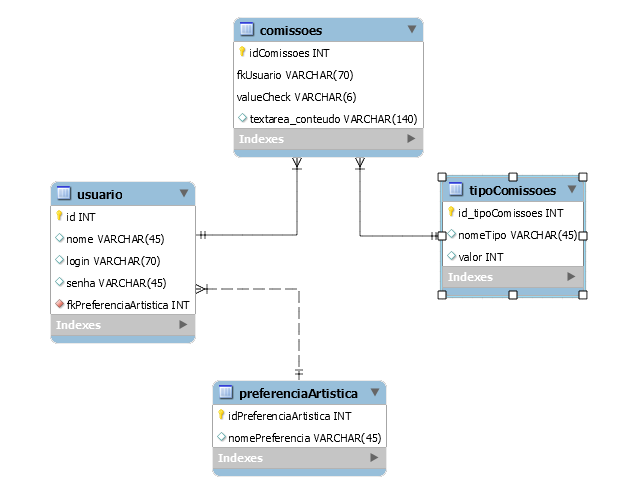 comissoes
idComissoes INT
fkUsuario VARCHAR(70)
valueCheck VARCHAR(6)
textarea_conteudo VARCHAR(140)
Indexes
usuario
id INT
nome VARCHAR(45)
login VARCHAR(70)
senha VARCHAR(45)
fkPreferenciaArtistica INT
Indexes
tipoComissoes
id_tipoComissoes INT
nomeTipo VARCHAR(45)
valor INT
Indexes
preferenciaArtistica
idPreferenciaArtistica INT
nomePreferencia VARCHAR(45)
Indexes